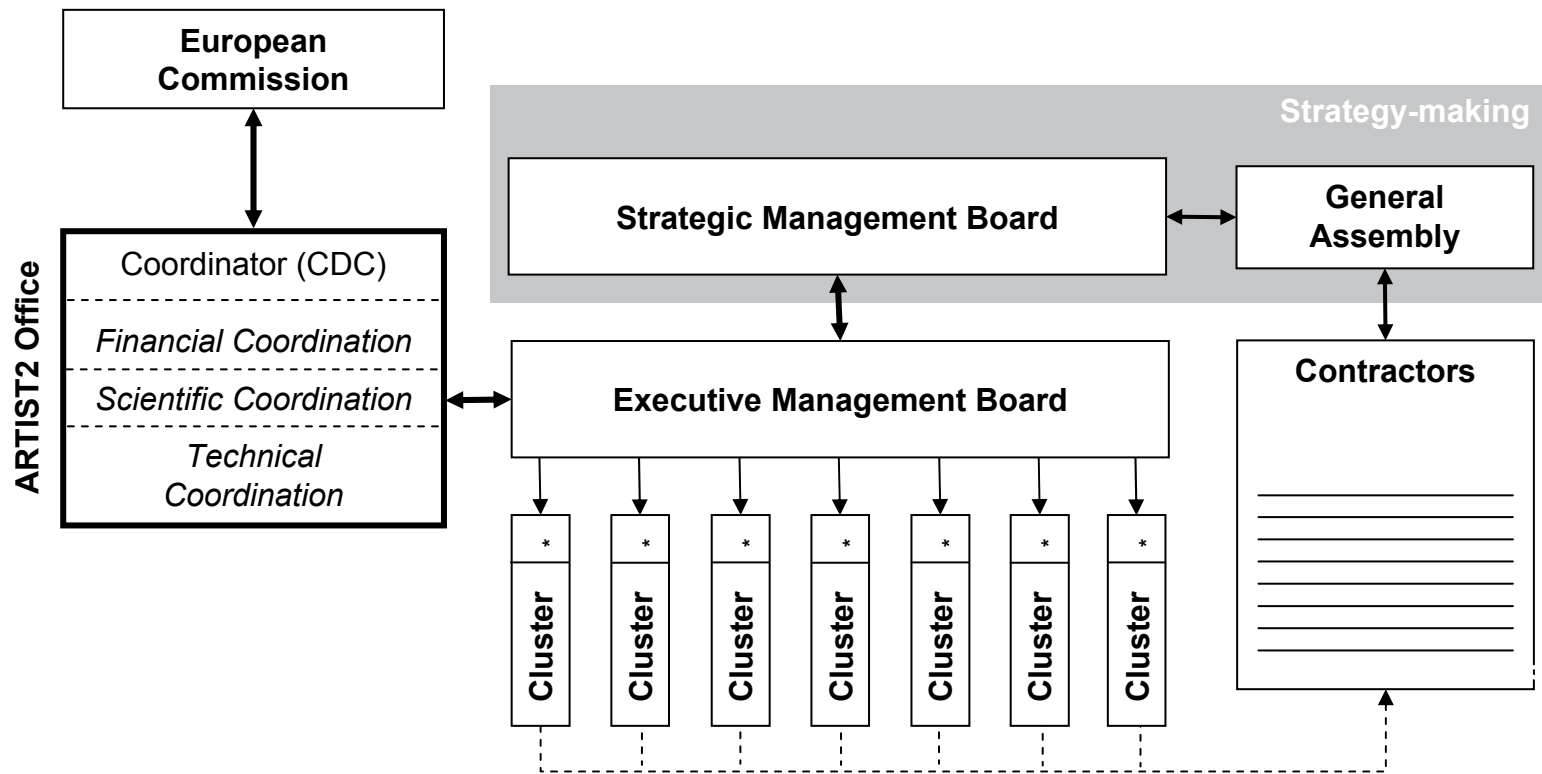 European
Commission
Strategy-making
Strategic Management Board
General
Assembly
ARTIST2 Office
Coordinator (CDC)
Financial Coordination
Scientific Coordination
Technical
Coordination
Executive Management Board
Contractors
*
*
*
*
*
*
*
Cluster
Cluster
Cluster
Cluster
Cluster
Cluster
Cluster